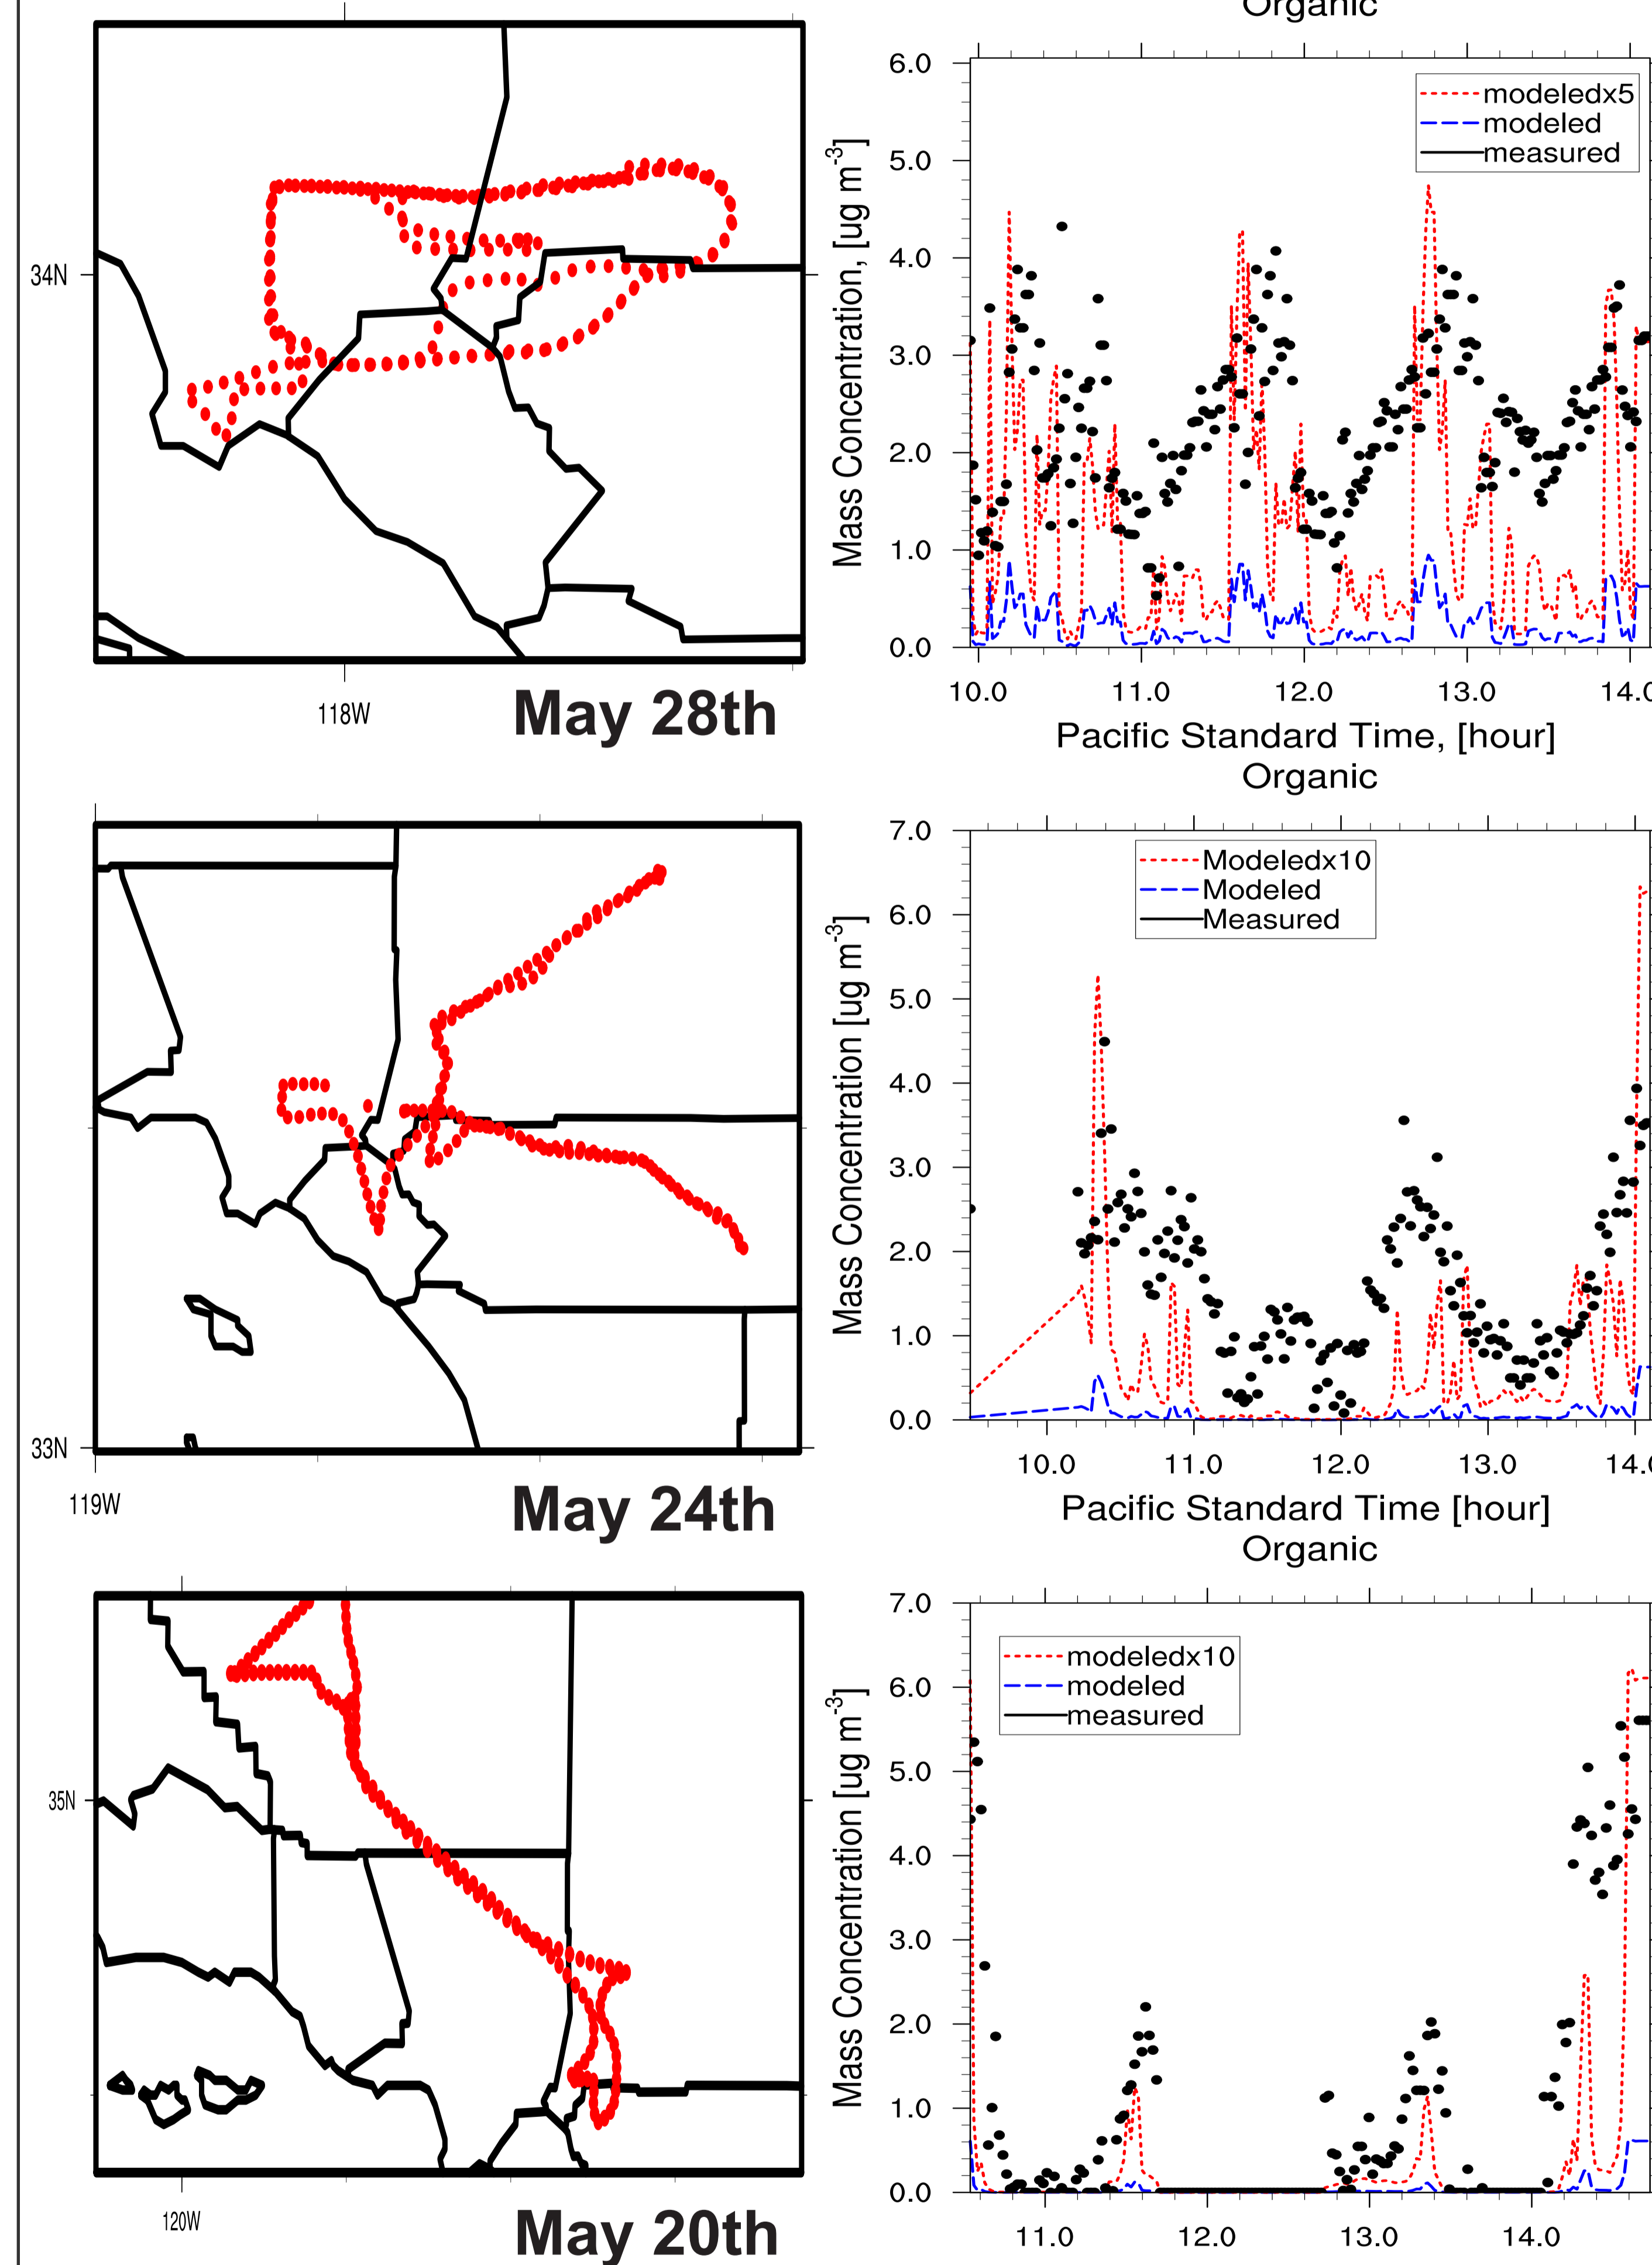 Organic
34N
118W
May 28th
Mass Concentration, [ug m-3]
6.0
5.0
4.0
3.0
2.0
1.0
0.0
modeledx5
modeled
measured
10.0 11.0 12.0 13.0 14.0
Pacific Standard Time, [hour]
Organic
33N
119W
May 24th
Mass Concentration [ug m-3]
7.0
6.0
5.0
4.0
3.0
2.0
1.0
0.0
Modeledx10
Modeled
Measured
10.0 11.0 12.0 13.0 14.0
Pacific Standard Time [hour]
Organic
35N
120W
May 20th
Mass Concentration [ug m-3]
7.0
6.0
5.0
4.0
3.0
2.0
1.0
0.0
modeledx10
modeled
measured
11.0 12.0 13.0 14.0